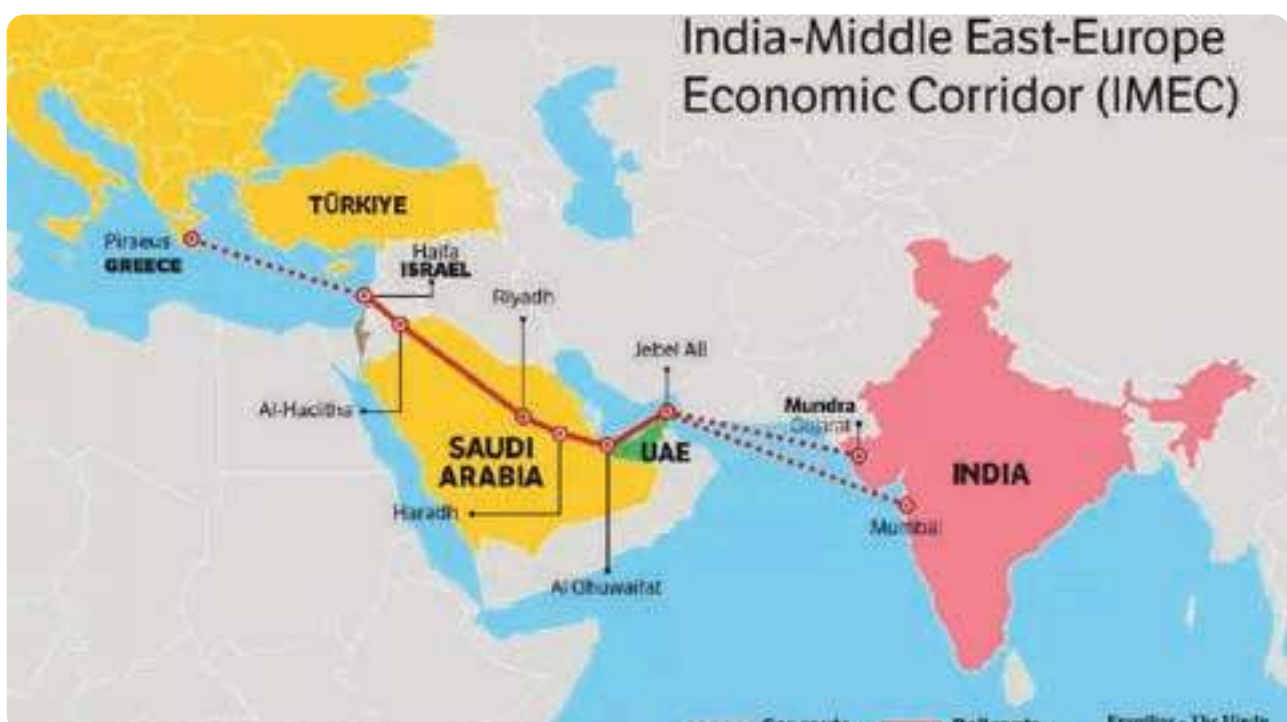 India-Middle East-Europe
Economic Corridor (IMEC)
TÜRKIYE
Piraeus
GREECE
Haifa
ISRAEL
Riyadh
Jebel Ali
Al-Hacitha
Mundra
Gujarat
SAUDI
ARABIA
UAE
INDIA
Haradh
Mumbai
Al Ghuwaifat